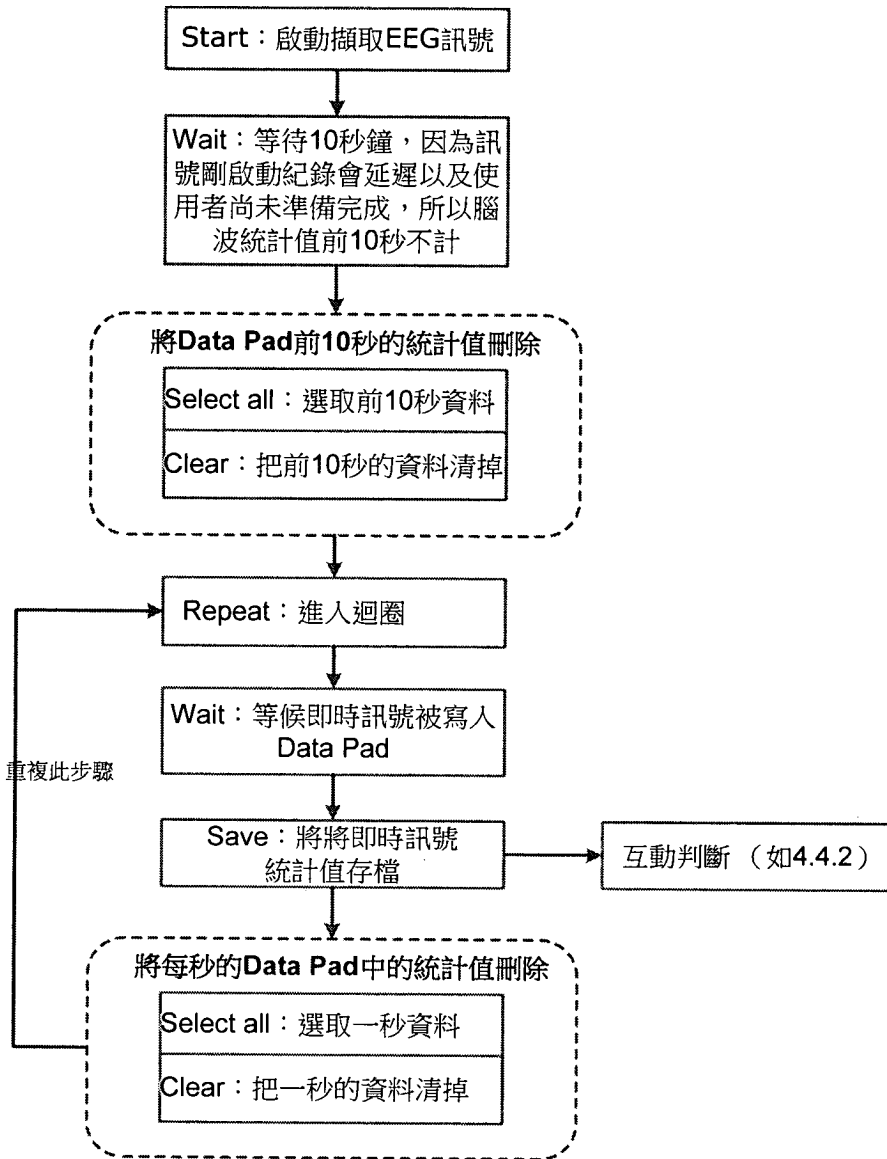 Start：啟動擷取EEG訊號
Wait：等待10秒鐘，因為訊
號剛啟動紀錄會延遲以及使
用者尚未準備完成，所以腦
波統計值前10秒不計
將Data Pad前10秒的統計值刪除
Select all：選取前10秒資料
Clear：把前10秒的資料清掉
Repeat：進入迴圈
Wait：等候即時訊號被寫入
Data Pad
重複此步驟
Save：將將即時訊號
統計值存檔
互動判斷（如4.4.2）
將每秒的Data Pad中的統計值刪除
Select all：選取一秒資料
Clear：把一秒的資料清掉